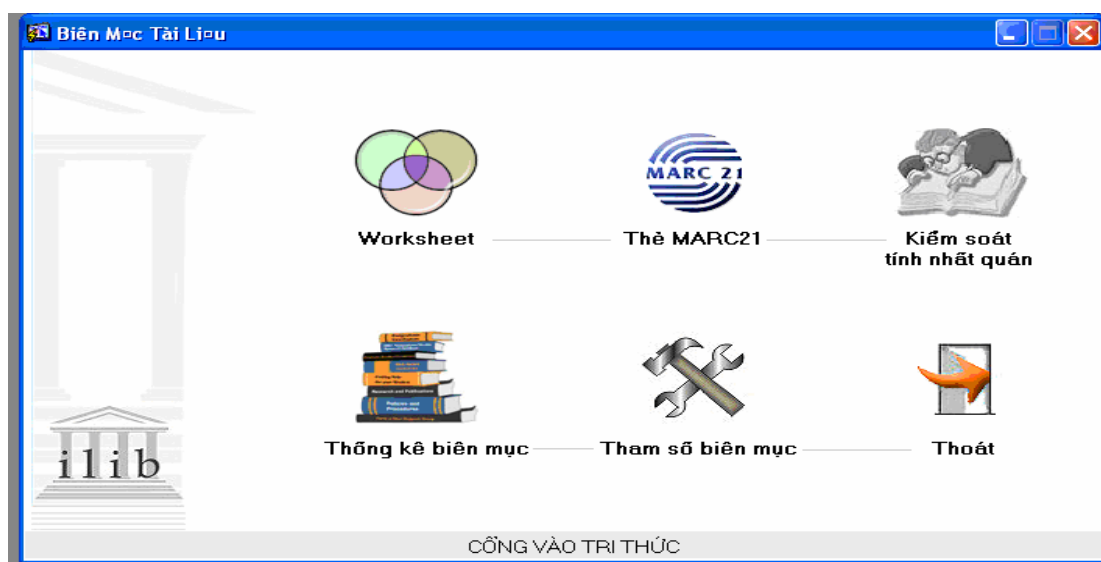 Biên M¤c Tài Li¤u
MARC 21
Worksheet
Thẻ MARC21
Kiểm soát
tính nhất quán
Thống kê biên mục
Tham số biên mục
Thoát
ilib
CỔNG VÀO TRI THỨC